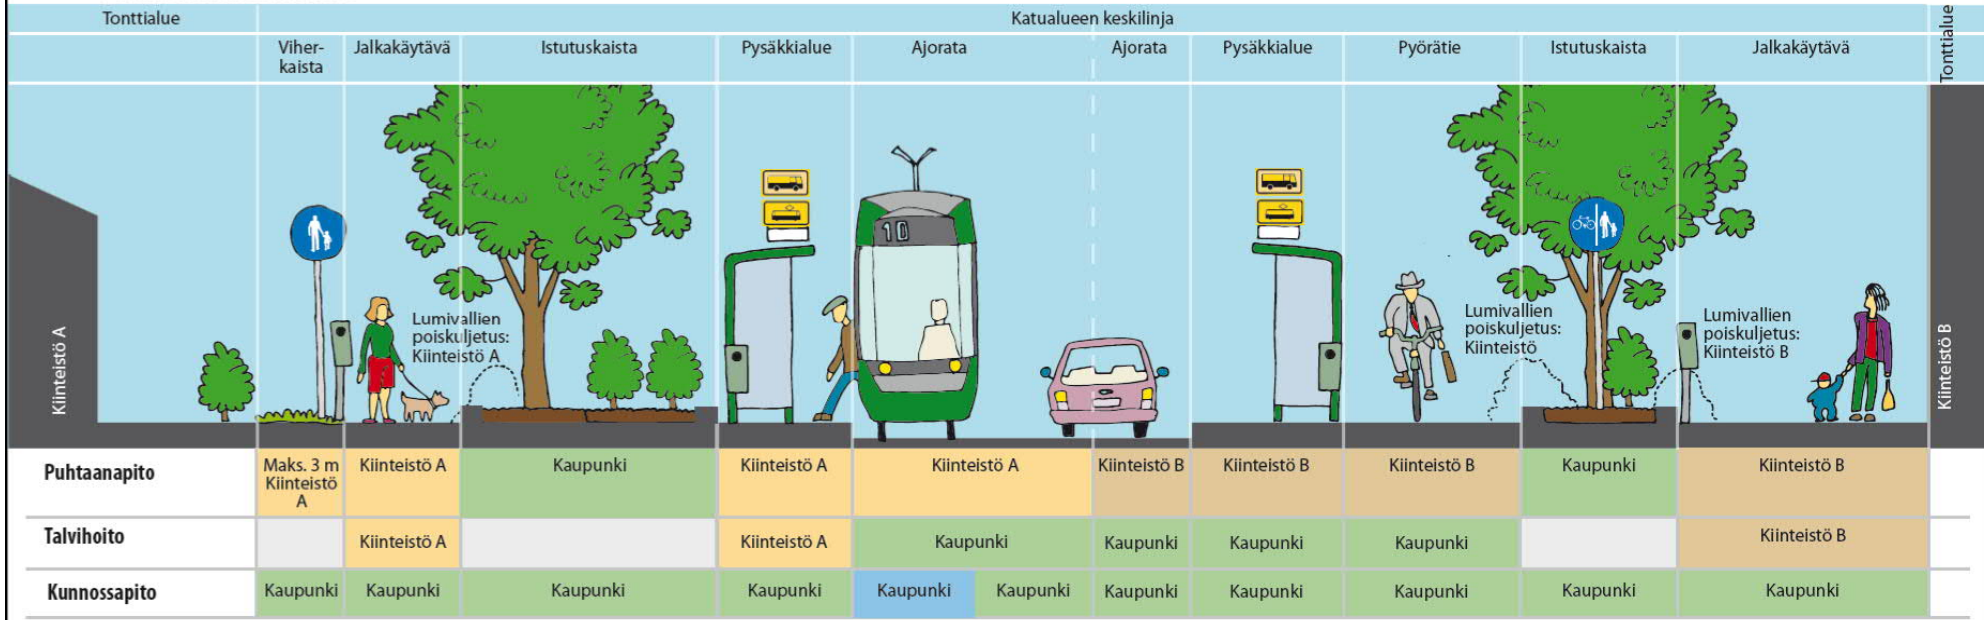 Tonttialue
Katualueen keskilinja
Tonttialue
Viher-
kaista
Jalkakäytävä
Istutuskaista
Pysäkkialue
Ajorata
Ajorata
Pysäkkialue
Pyörätie
Istutuskaista
Jalkakäytävä
10
Kiinteistö A
Lumivallien
poiskuljetus:
Kiinteistö A
Lumivallien
poiskuljetus:
Kiinteistö
Lumivallien
poiskuljetus:
Kiinteistö B
Kiinteistö B
Puhtaanapito
Maks. 3 m
Kiinteistö
A
Kiinteistö A
Kaupunki
Kiinteistö A
Kiinteistö A
Kiinteistö B
Kiinteistö B
Kiinteistö B
Kaupunki
Kiinteistö B
Talvihoito
Kiinteistö A
Kiinteistö A
Kaupunki
Kaupunki
Kaupunki
Kaupunki
Kiinteistö B
Kunnossapito
Kaupunki
Kaupunki
Kaupunki
Kaupunki
Kaupunki
Kaupunki
Kaupunki
Kaupunki
Kaupunki
Kaupunki
Kaupunki